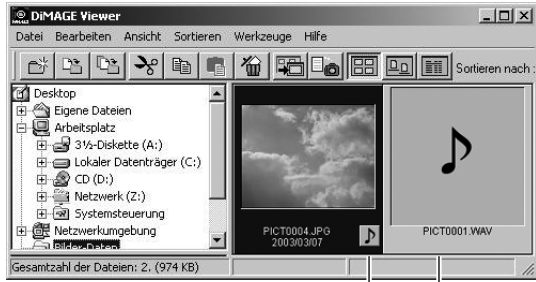 DiMAGE Viewer
Datei Bearbeiten Ansicht Sortieren Werkzeuge Hilfe
Sortieren nach :
Desktop
Eigene Dateien
Arbeitsplatz
3½-Diskette (A:)
Lokaler Datenträger (C:)
CD (D:)
Netzwerk (Z:)
Systemsteuerung
Netzwerkumgebung
Bilder-Daten
PICT0004.JPG
2003/03/07
PICT0001.WAV
Gesamtzahl der Dateien: 2. (974 KB)